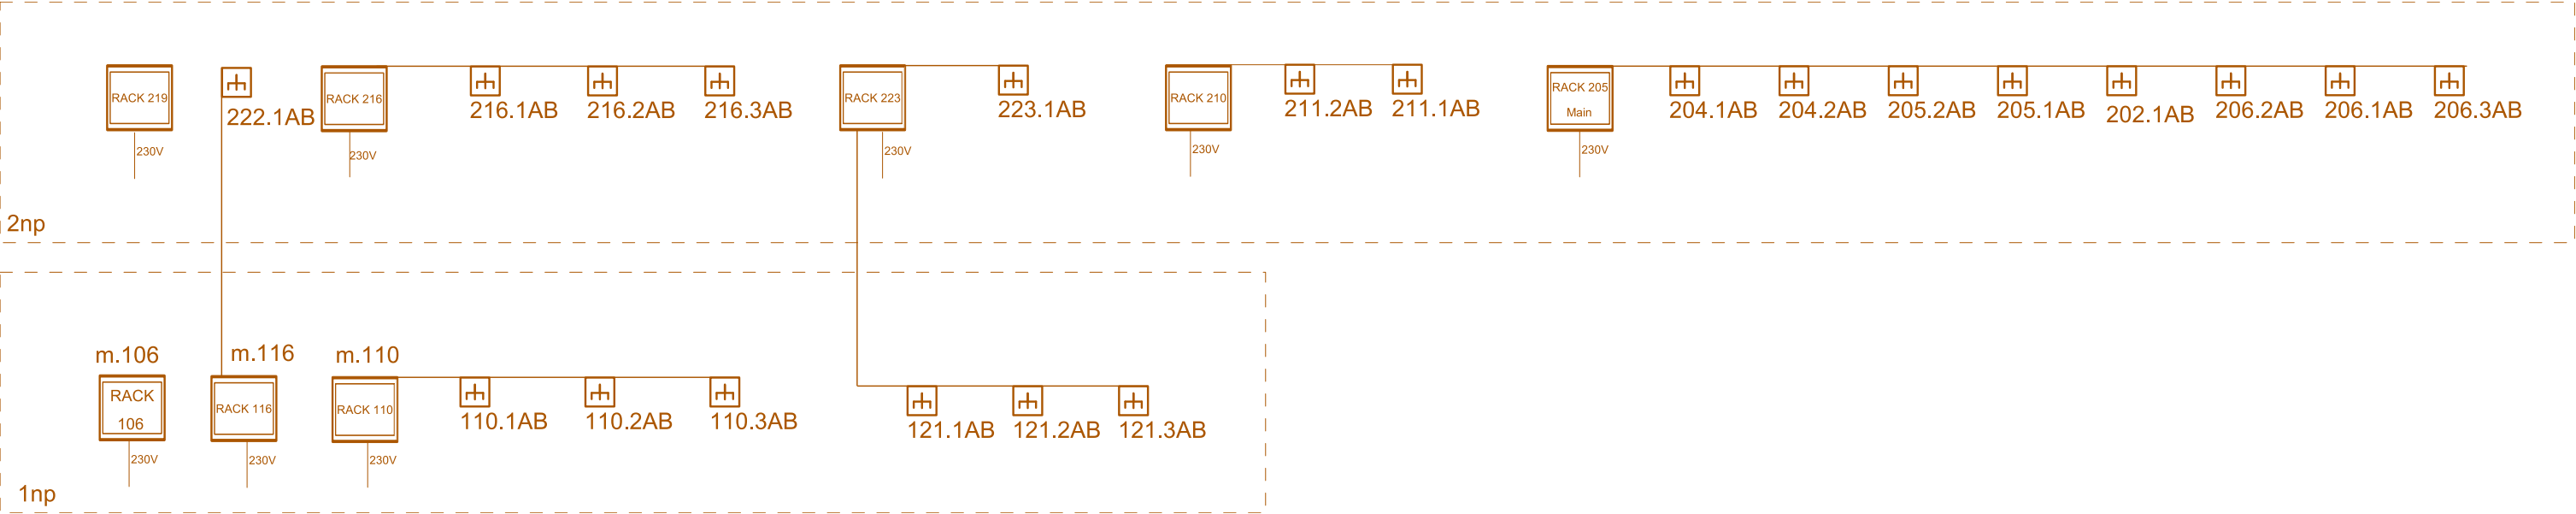 RACK 219
230V
222.1AB
RACK 216
230V
216.1AB
216.2AB
216.3AB
RACK 223
230V
223.1AB
RACK 210
230V
211.2AB
211.1AB
RACK 205
Main
230V
204.1AB
204.2AB
205.2AB
205.1AB
202.1AB
206.2AB
206.1AB
206.3AB
2np
m.106
RACK
106
230V
m.116
RACK 116
230V
m.110
RACK 110
230V
110.1AB
110.2AB
110.3AB
121.1AB
121.2AB
121.3AB
1np